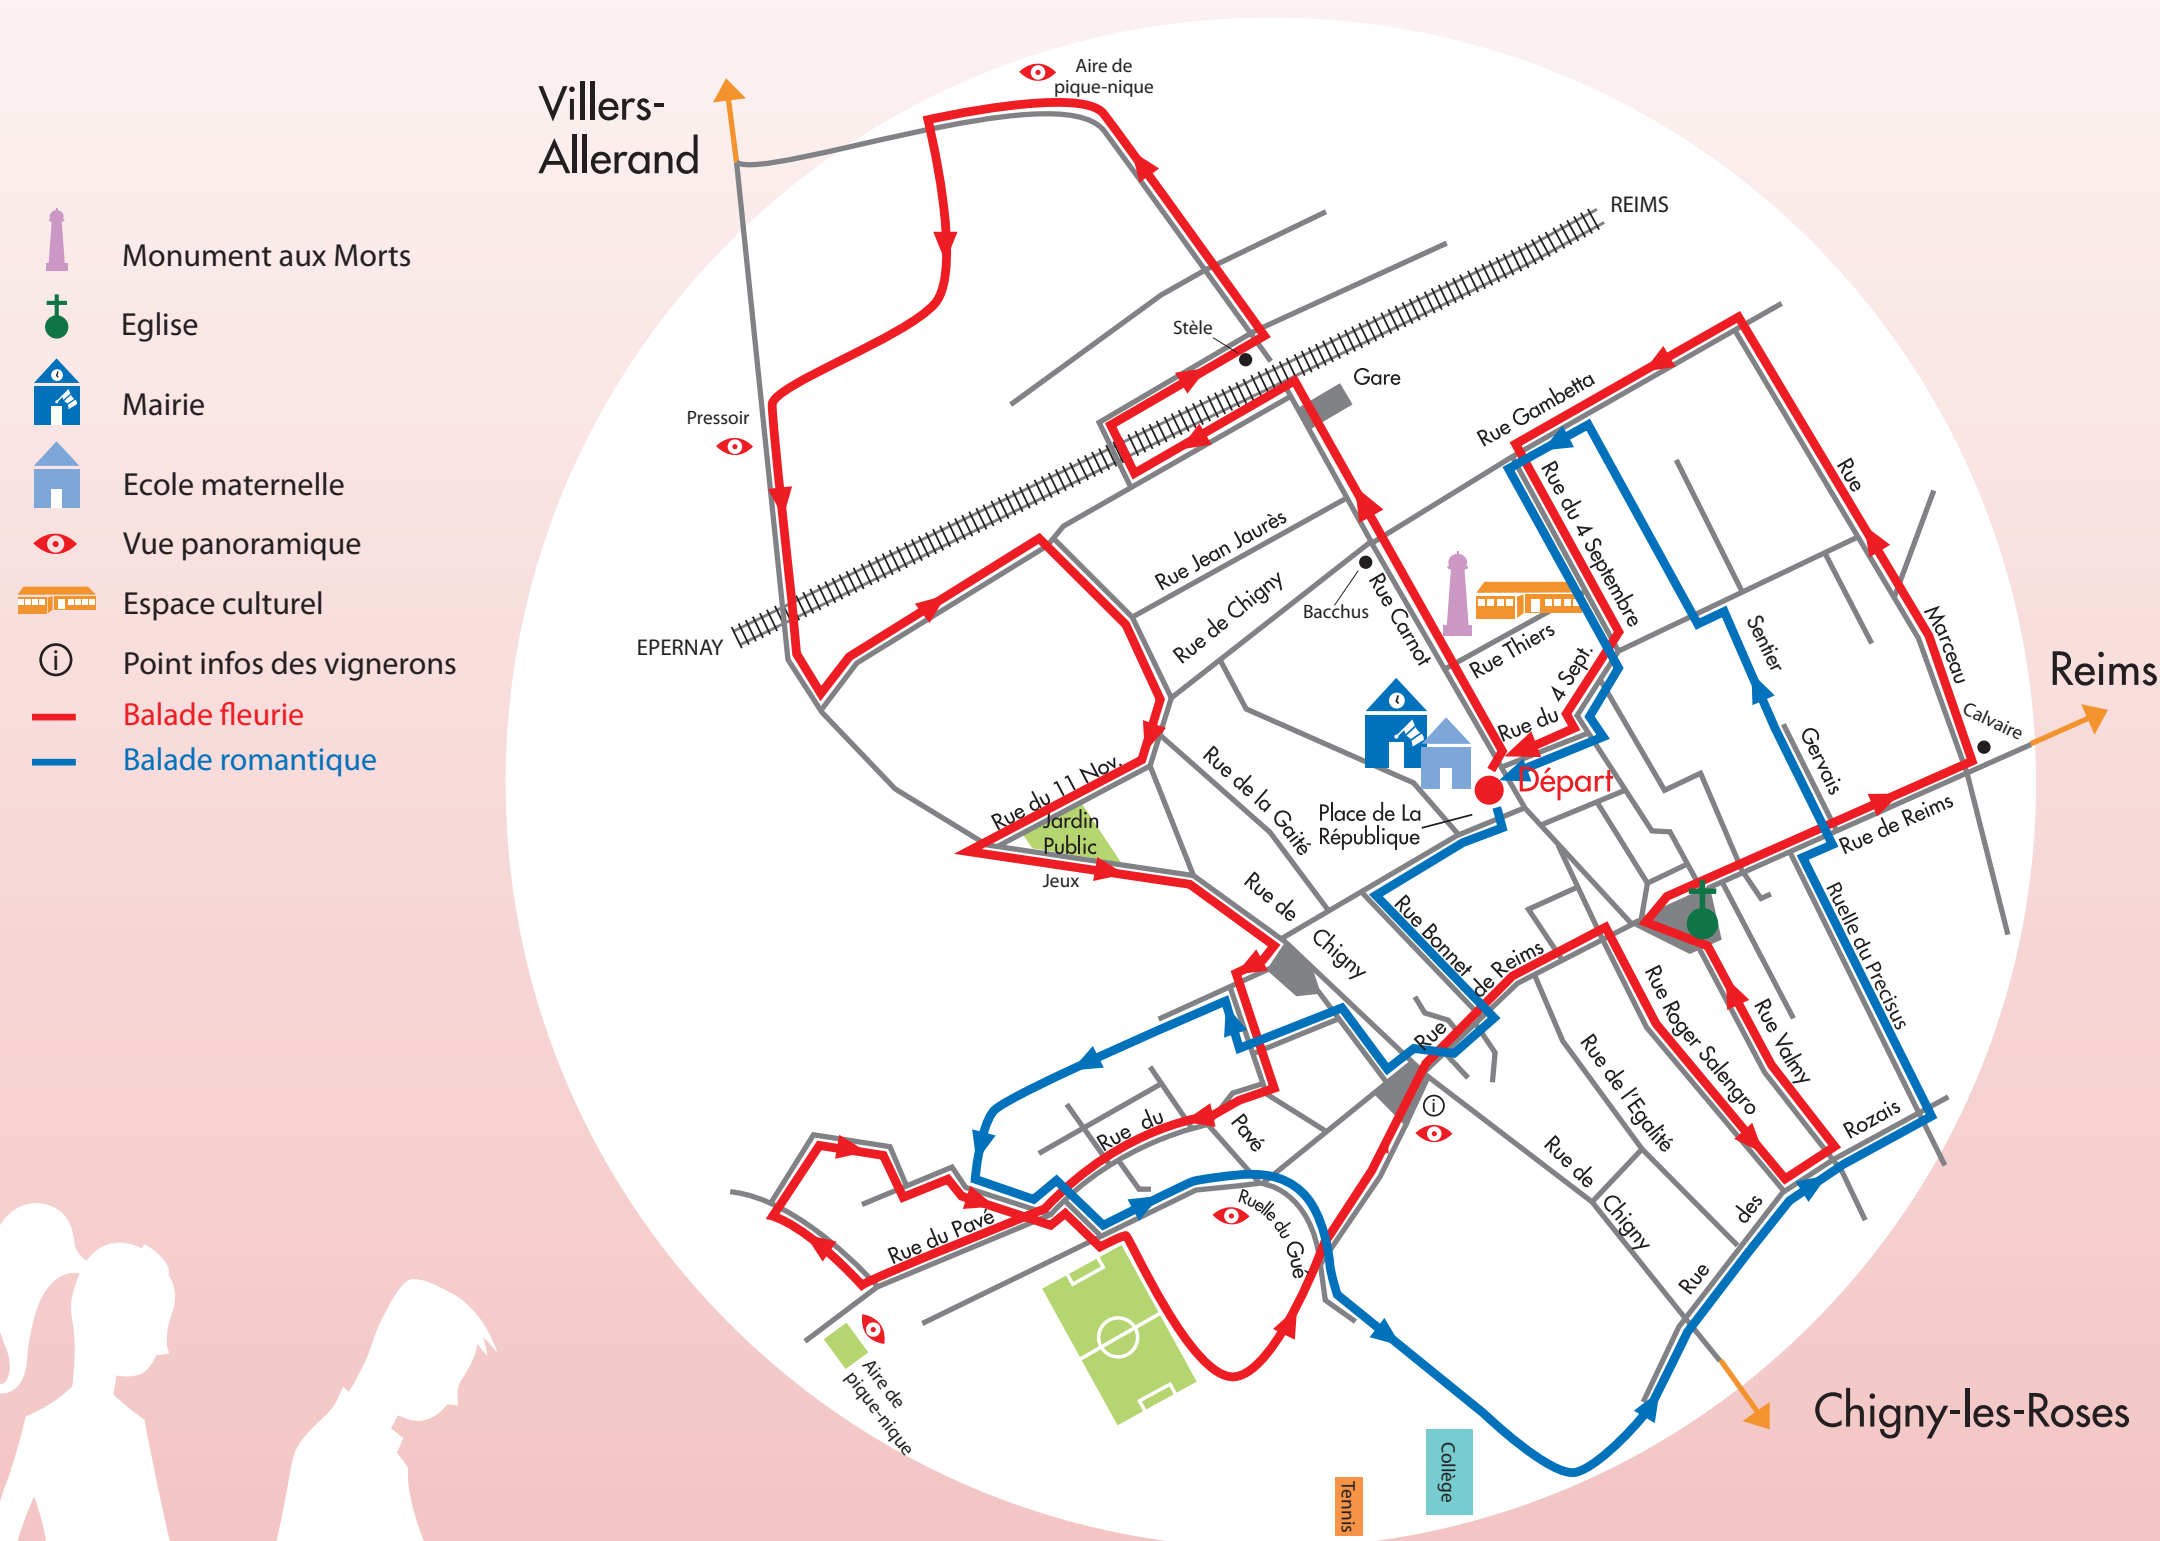 Villers-
Allerand
Aire de
pique-nique
REIMS
Monument aux Morts
Eglise
Mairie
Ecole maternelle
Vue panoramique
Espace culturel
Point infos des vignerons
Balade fleurie
Balade romantique
Stèle
Gare
Pressoir
Rue Gambetta
Rue
Marceau
Rue du 4 Septembre
Rue Jean Jaurès
Rue de Chigny
Bacchus
Rue Carnot
Rue Thiers
4 Sept.
Rue du
EPERNAY
Sentier
Gervais
Reims
Calvaire
Départ
Place de La
République
Rue de la Gaité
Rue du 11 Nov.
Jardin
Public
Jeux
Rue de Reims
Rue de
Chigny
Rue Bonnet
Rue
de Reims
Ruelle du Precisus
Rue Roger Salengro
Rue Valmy
Rue de l'Egalité
Rue du
Pavé
i
Rozais
des
Rue
Rue de
Chigny
Ruelle du Gué
Rue du Pavé
Aire de
pique-nique
Chigny-les-Roses
Collège
Tennis